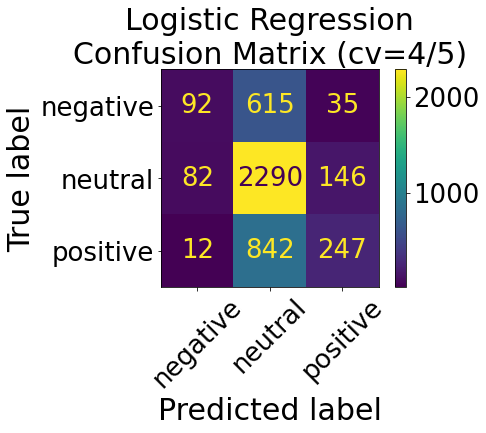 Logistic Regression
Confusion Matrix (cv=4/5)
True label
negative 92 615 35
neutral 82 2290 146
positive 12 842 247
2000
1000
negative neutral positive
Predicted label